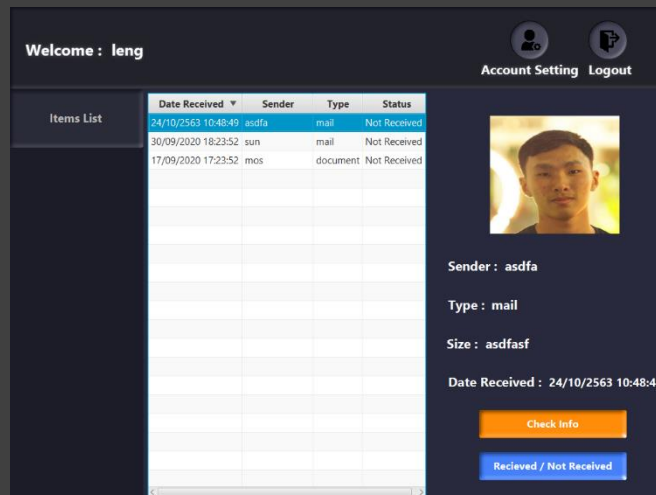 Welcome : leng
Account Setting Logout
Items List
Date Received ▼ Sender Type Status
24/10/2563 10:48:49 asdfa mail Not Received
30/09/2020 18:23:52 sun mail Not Received
17/09/2020 17:23:52 mos document Not Received
Sender : asdfa
Type : mail
Size : asdfasf
Date Received : 24/10/2563 10:48:4
Check Info
Recieved / Not Received